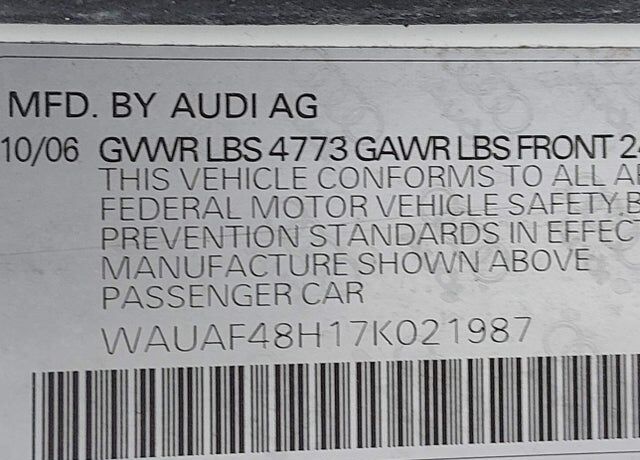 MFD. BY AUDI AG
10/06 GVWR LBS 4773 GAWR LBS FRONT
THIS VEHICLE CONFORMS TO ALL
FEDERAL MOTOR VEHICLE SAFETY
PREVENTION STANDARDS IN EFFEC
MANUFACTURE SHOWN ABOVE
PASSENGER CAR
WAUAF48H17K021987